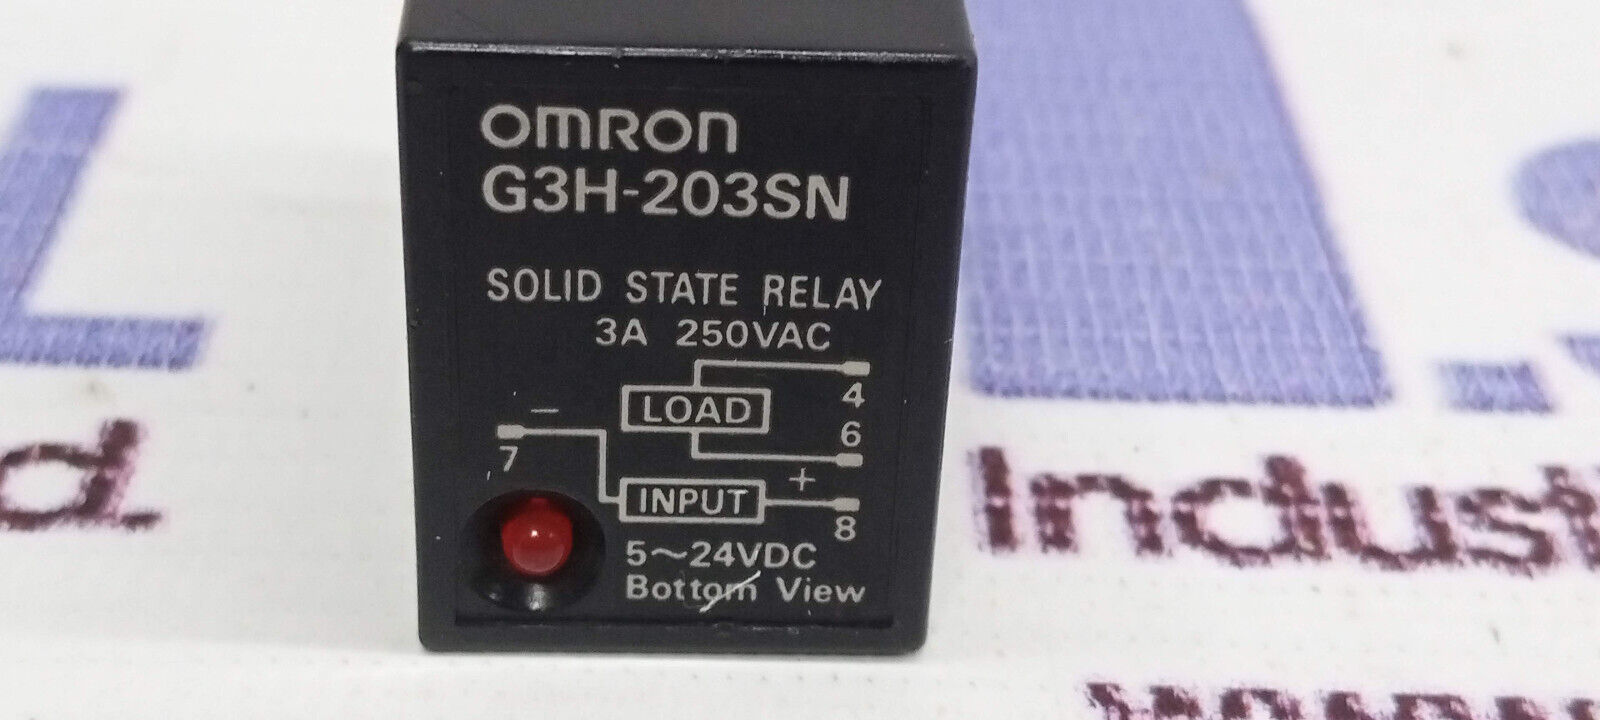 OMRON
G3H-203SN
SOLID STATE RELAY
3A 250VAC
4
LOAD
6
−
7
+
INPUT
8
5~24VDC
Bottom View
L
L.S
d.